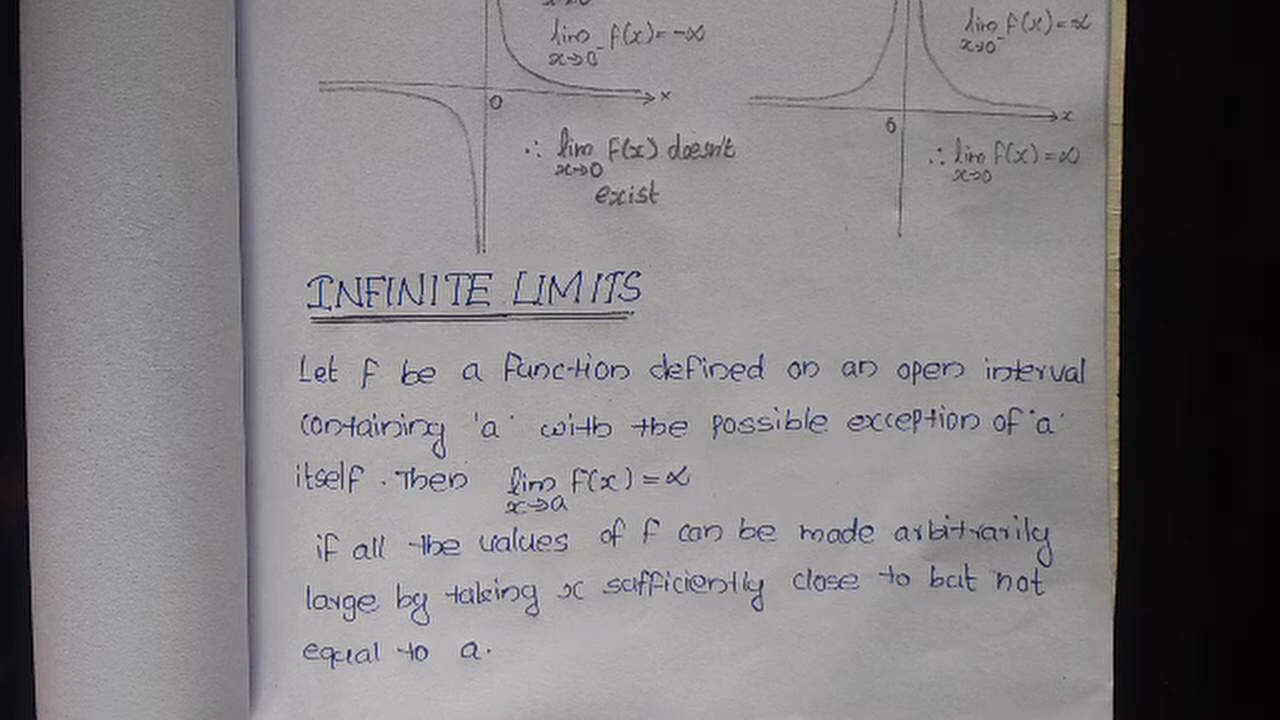 lim f(x) = -∞
x→0⁻
lim f(x) = ∞
x→0⁻
x
0
x
0
∴ lim f(x) doesn't
x→0
exist
∴ lim f(x) = ∞
x→0
INFINITE LIMITS
Let f be a function defined on an open interval
containing 'a' with the possible exception of 'a'
itself. Then lim f(x) = ∞
x→a
if all the values of f can be made arbitrarily
large by taking x sufficiently close to but not
equal to a.